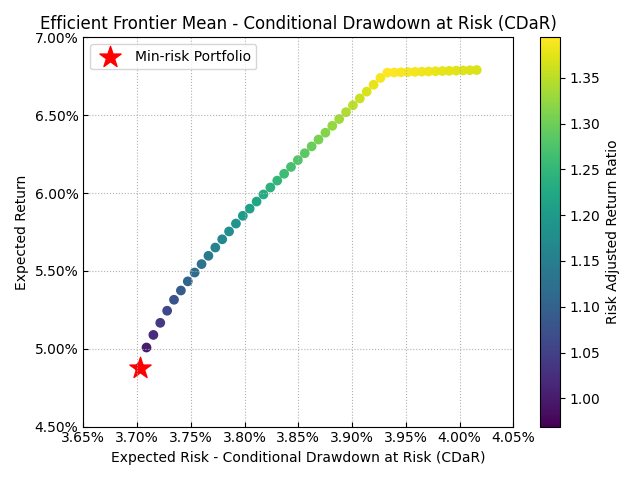 Efficient Frontier Mean - Conditional Drawdown at Risk (CDaR)
Min-risk Portfolio
7.00%
6.50%
6.00%
5.50%
5.00%
4.50%
Expected Return
3.65% 3.70% 3.75% 3.80% 3.85% 3.90% 3.95% 4.00% 4.05%
Expected Risk - Conditional Drawdown at Risk (CDaR)
1.35
1.30
1.25
1.20
1.15
1.10
1.05
1.00
Risk Adjusted Return Ratio